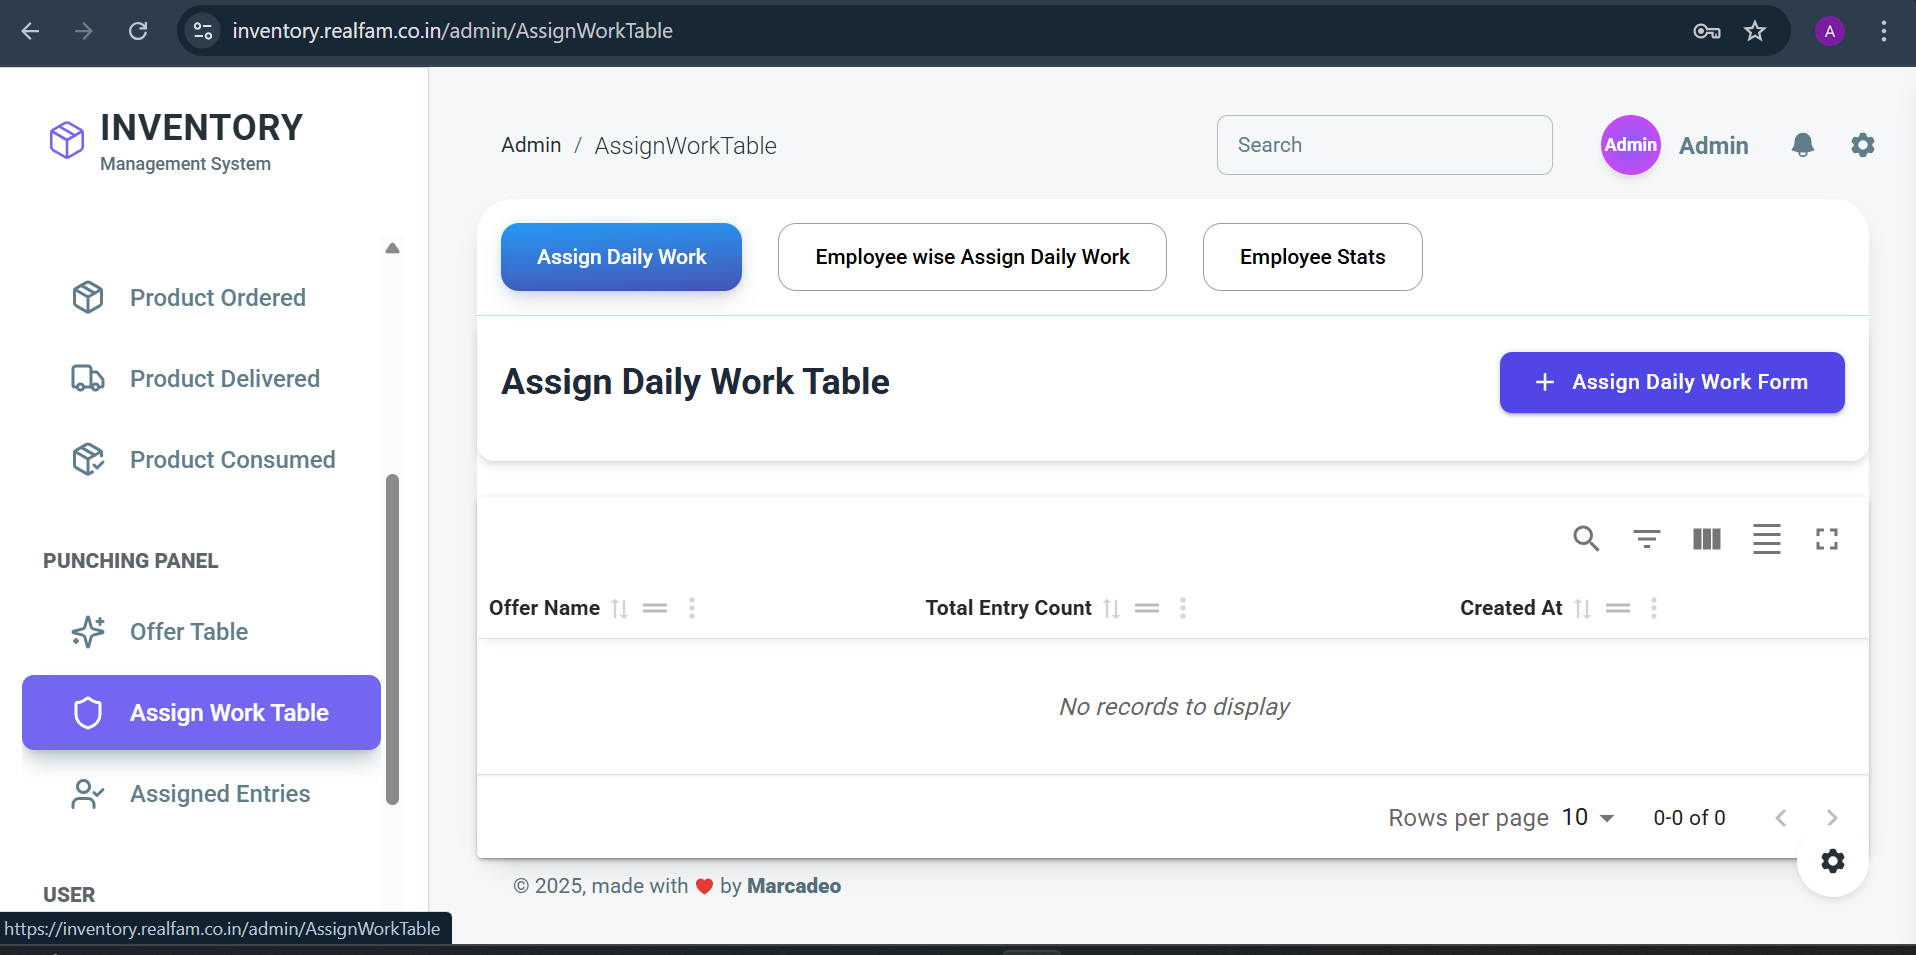 inventory.realfam.co.in/admin/AssignWorkTable
A
INVENTORY
Management System
Product Ordered
Product Delivered
Product Consumed
PUNCHING PANEL
Offer Table
Assign Work Table
Assigned Entries
USER
https://inventory.realfam.co.in/admin/AssignWorkTable
Admin / AssignWorkTable
Search
Admin
Admin
Assign Daily Work
Employee wise Assign Daily Work
Employee Stats
Assign Daily Work Table
+ Assign Daily Work Form
Offer Name
Total Entry Count
Created At
No records to display
Rows per page 10
0-0 of 0
© 2025, made with ❤ by Marcadeo